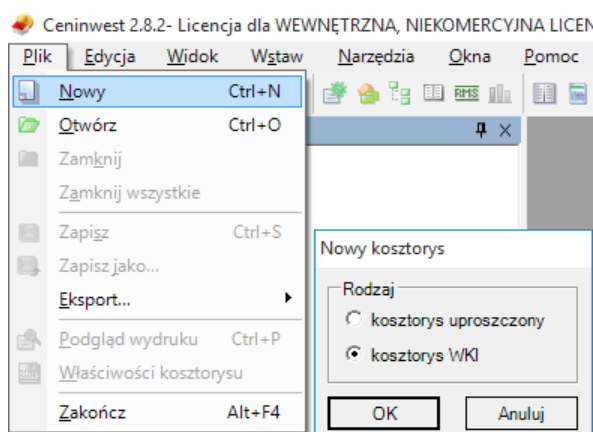 Ceninwest 2.8.2- Licencja dla WEWNĘTRZNA, NIEKOMERCYJNA LICEN
Plik Edycja Widok Wstaw Narzędzia Okna Pomoc
Nowy Ctrl+N
Otwórz Ctrl+O
Zamknij
Zamknij wszystkie
Zapisz Ctrl+S
Zapisz jako...
Eksport...
Podgląd wydruku Ctrl+P
Właściwości kosztorysu
Zakończ Alt+F4
RMS
Nowy kosztorys
Rodzaj
kosztorys uproszczony
kosztorys WKI
OK Anuluj